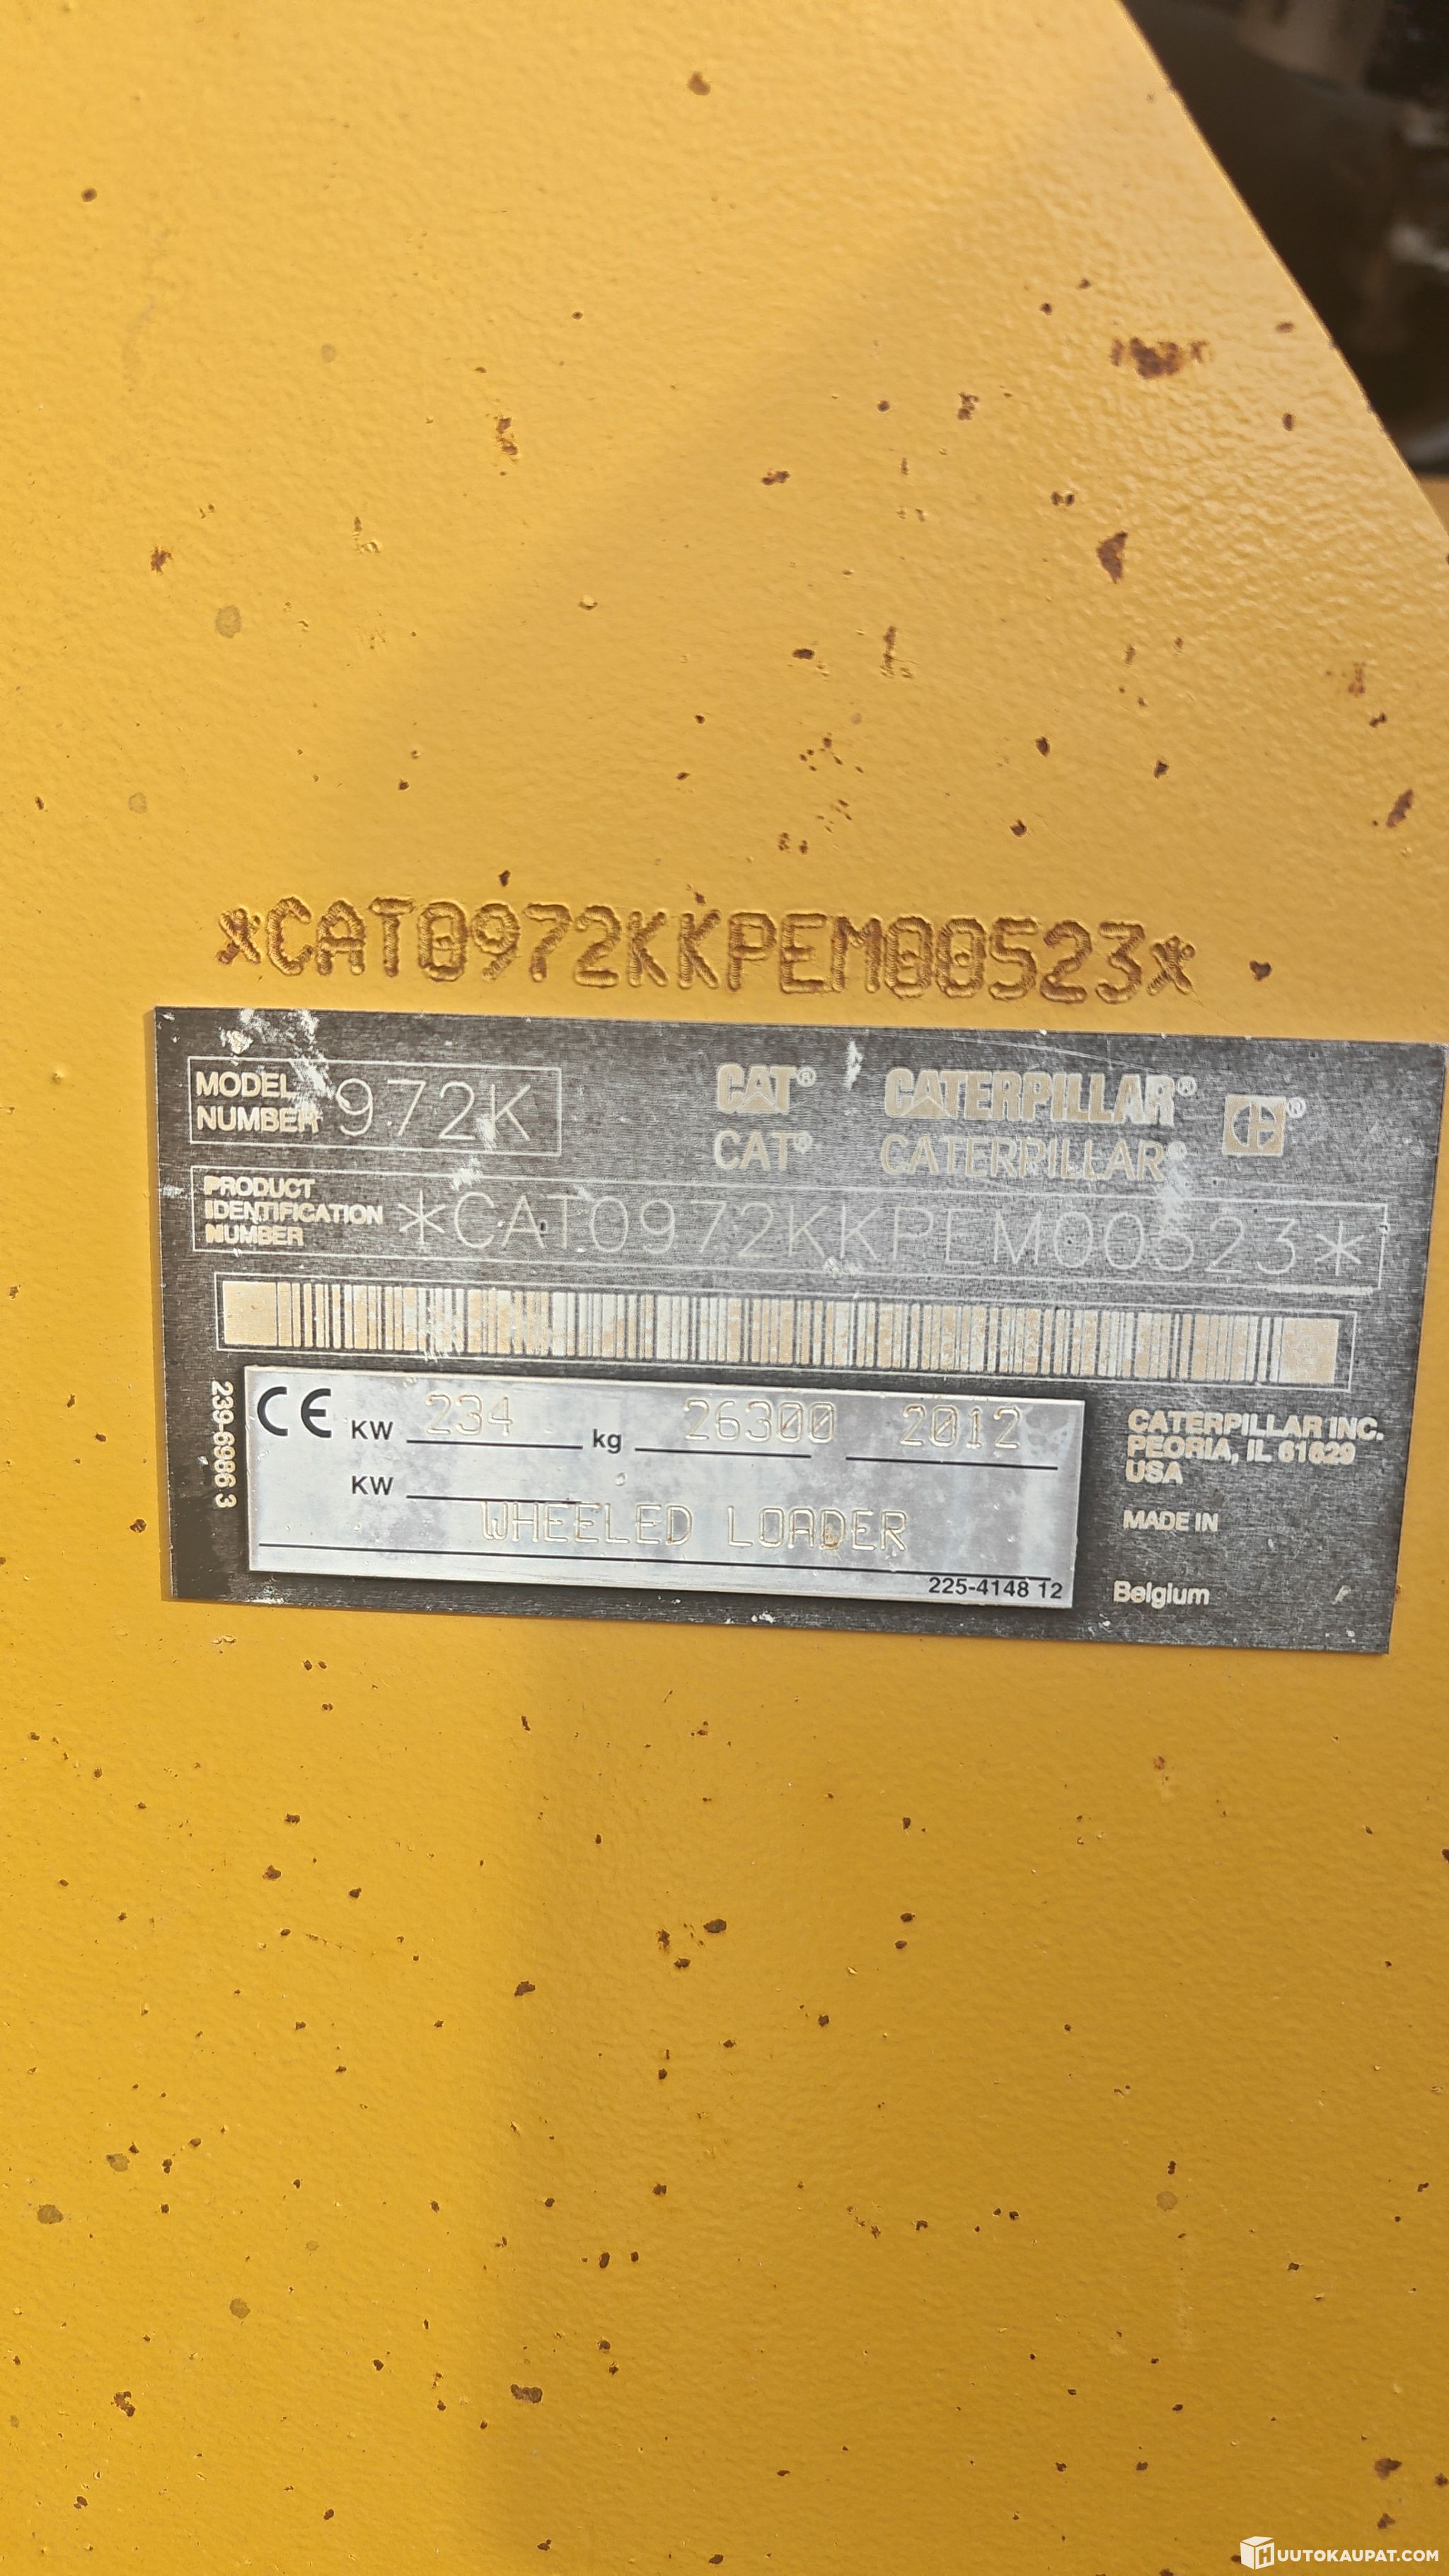 *CAT0972KKPEM00523*
MODEL NUMBER 972K
CAT® CATERPILLAR® ®
CAT® CATERPILLAR®
PRODUCT IDENTIFICATION NUMBER *CAT0972KKPEM00523*
239-6986 3
CE KW 234 kg 26300 2012
KW
WHEELED LOADER
225-4148 12
CATERPILLAR INC.
PEORIA, IL 61629
USA
MADE IN
Belgium
HUUTOKAUPAT.COM